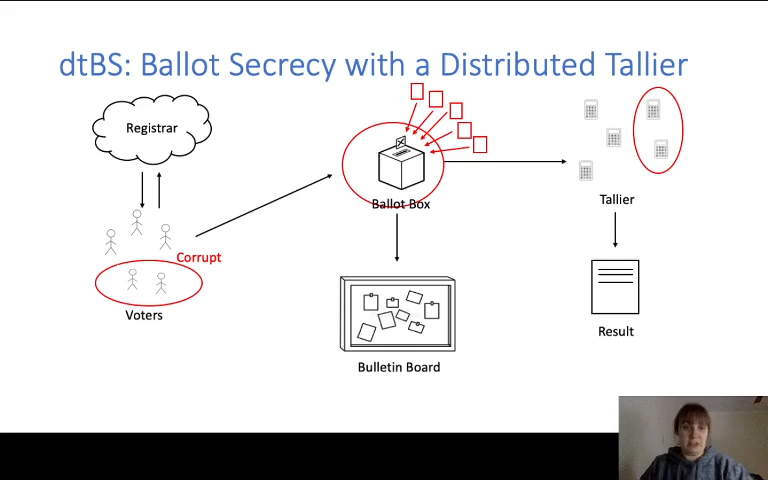 dtBS: Ballot Secrecy with a Distributed Tallier
Registrar
Corrupt
Voters
Ballot Box
Bulletin Board
Tallier
Result